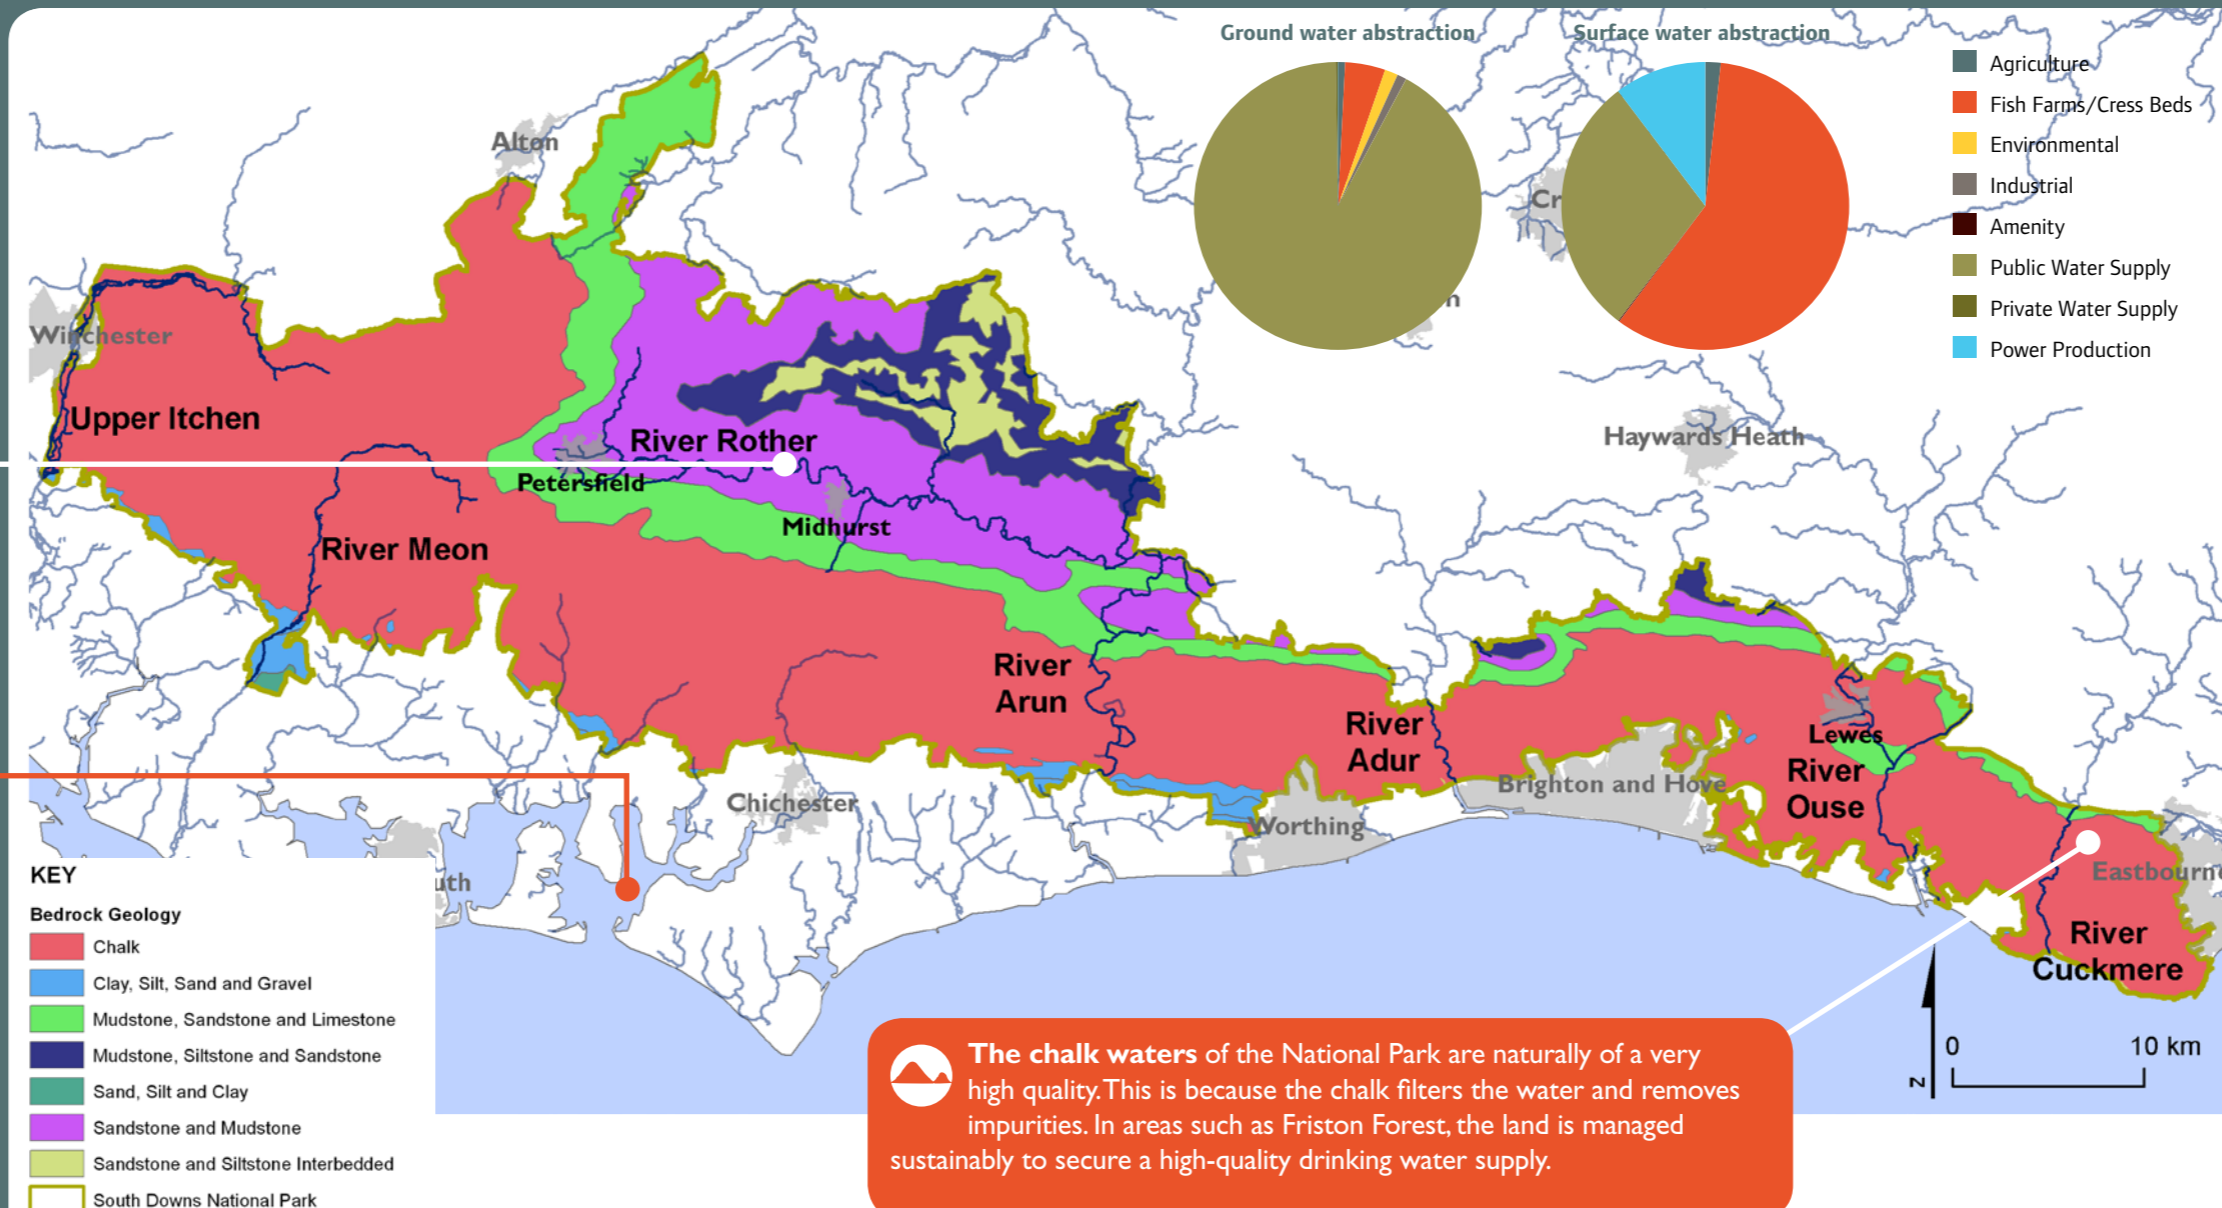 Ground water abstraction
Surface water abstraction
Agriculture
Fish Farms/Cress Beds
Environmental
Industrial
Amenity
Public Water Supply
Private Water Supply
Power Production
Alton
Winchester
Upper Itchen
River Rother
Petersfield
Midhurst
River Meon
Haywards Heath
River
Arun
River
Adur
Lewes
River
Ouse
Brighton and Hove
Chichester
Worthing
River
Cuckmere
KEY
Bedrock Geology
Chalk
Clay, Silt, Sand and Gravel
Mudstone, Sandstone and Limestone
Mudstone, Siltstone and Sandstone
Sand, Silt and Clay
Sandstone and Mudstone
Sandstone and Siltstone Interbedded
South Downs National Park
The chalk waters of the National Park are naturally of a very
high quality. This is because the chalk filters the water and removes
impurities. In areas such as Friston Forest, the land is managed
sustainably to secure a high-quality drinking water supply.
N
0 10 km